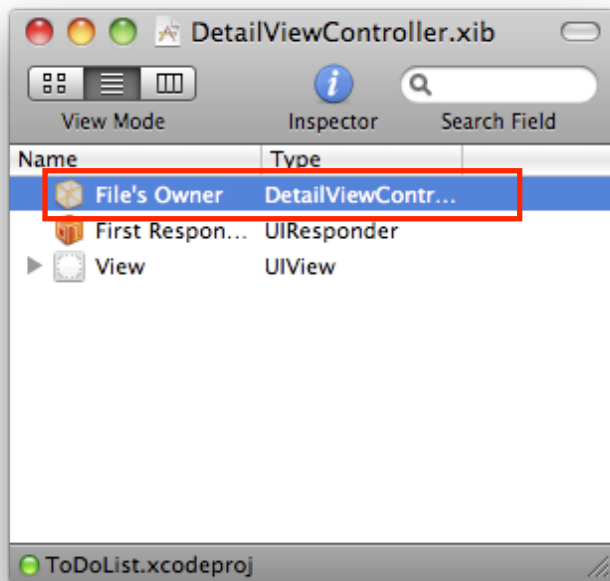 DetailViewController.xib
View Mode Inspector Search Field
Name Type
File's Owner DetailViewContr...
First Respon... UIResponder
View UIView
ToDoList.xcodeproj